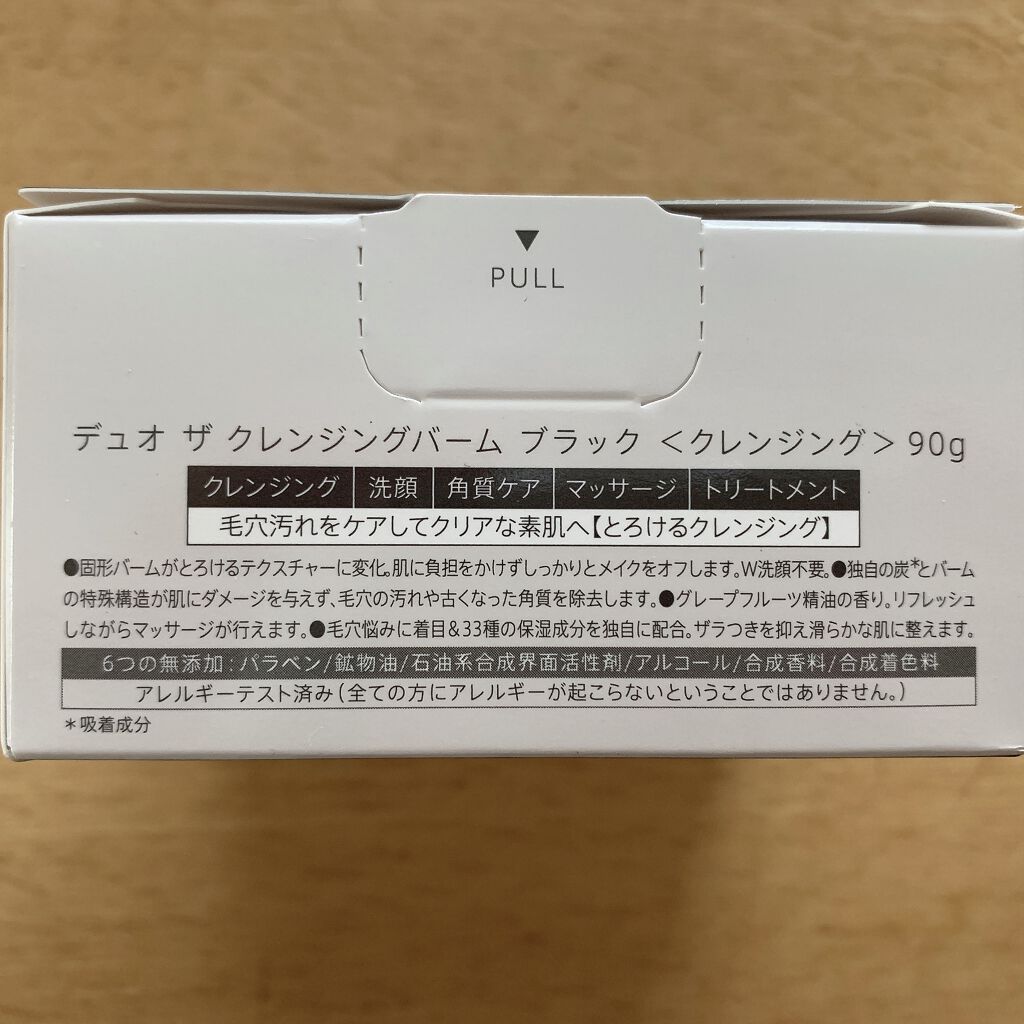 ▼
PULL
デュオ ザ クレンジングバーム ブラック <クレンジング> 90g
クレンジング 洗顔 角質ケア マッサージ トリートメント
毛穴汚れをケアしてクリアな素肌へ【とろけるクレンジング】
●固形バームがとろけるテクスチャーに変化。肌に負担をかけずしっかりとメイクをオフします。W洗顔不要。●独自の炭*とバーム
の特殊構造が肌にダメージを与えず、毛穴の汚れや古くなった角質を除去します。●グレープフルーツ精油の香り。リフレッシュ
しながらマッサージが行えます。●毛穴悩みに着目&33種の保湿成分を独自に配合。ザラつきを抑え滑らかな肌に整えます。
6つの無添加:パラベン/鉱物油/石油系合成界面活性剤/アルコール/合成香料/合成着色料
アレルギーテスト済み(全ての方にアレルギーが起こらないということではありません。)
*吸着成分